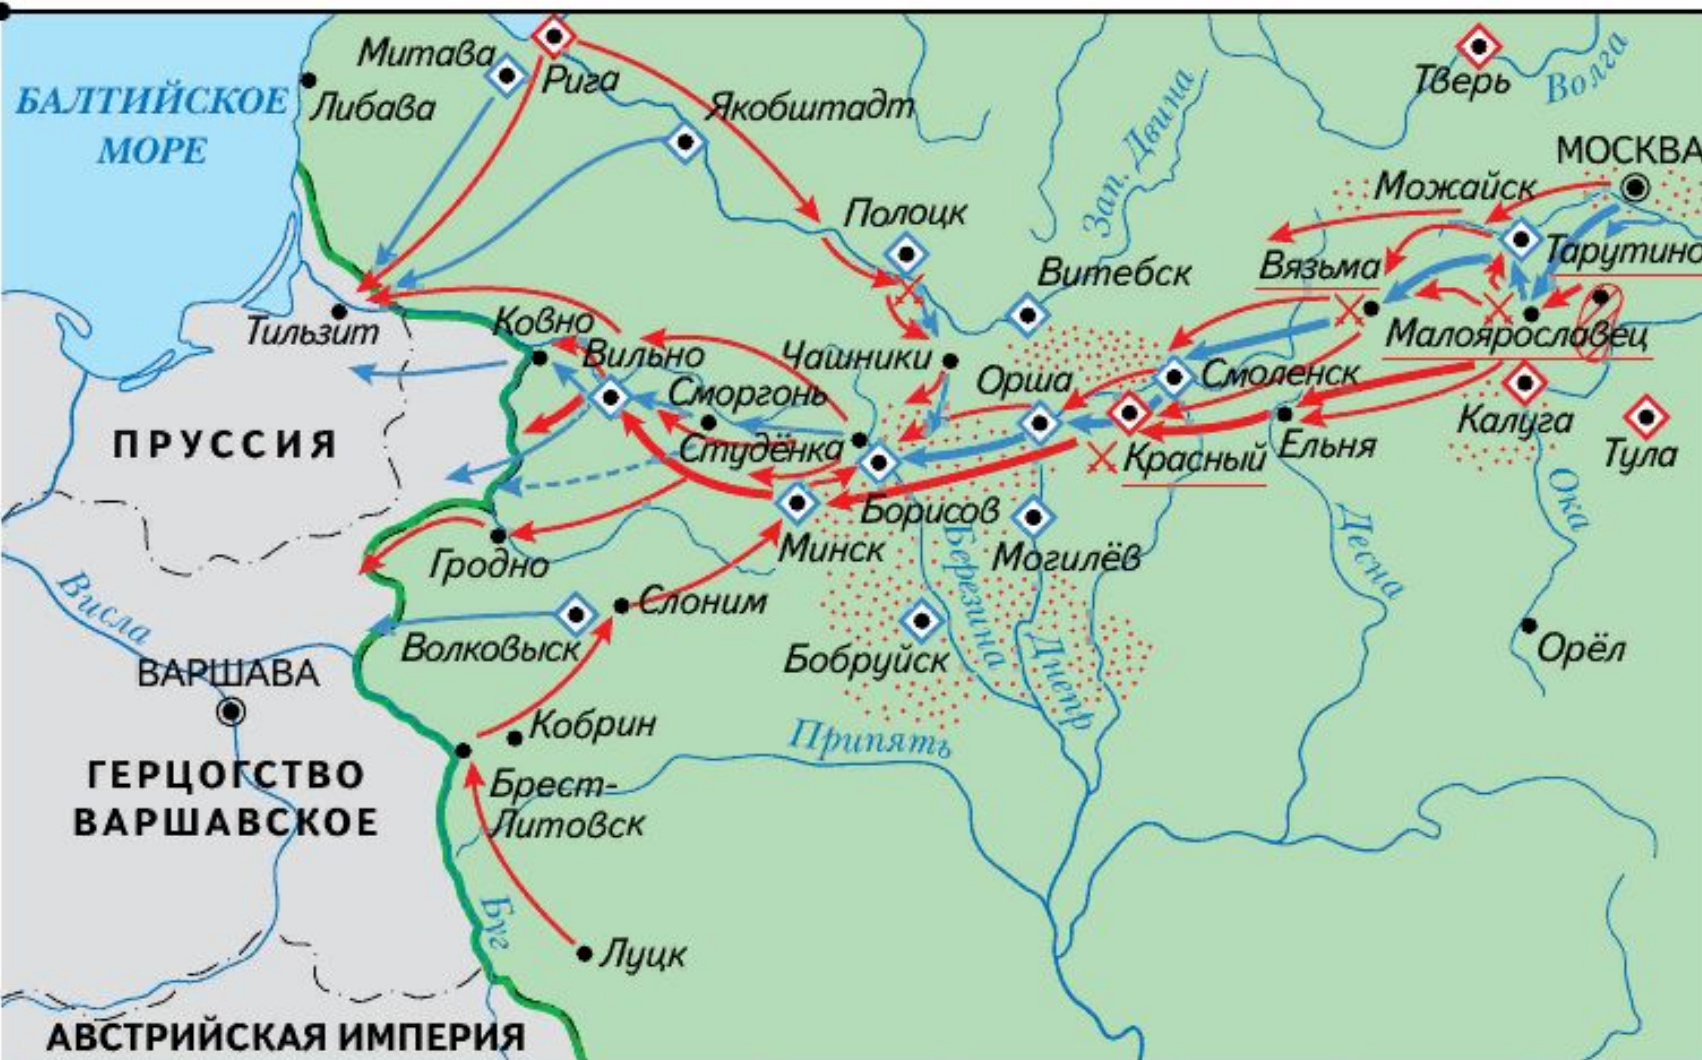 БАЛТИЙСКОЕ
МОРЕ
Митава
Рига
Либава
Якобштадт
Зап. Двина
Тверь
Волга
МОСКВА
Можайск
Полоцк
Витебск
Вязьма
Тарутино
Тильзит
Ковно
Вильно
Чашники
Малоярославец
Орша
Смоленск
Сморгонь
Калуга
Тула
ПРУССИЯ
Студёнка
Красный
Ельня
Борисов
Минск
Могилёв
Березина
Десна
Ока
Гродно
Висла
Слоним
Волковыск
Бобруйск
Днепр
Орёл
ВАРШАВА
Кобрин
Припять
ГЕРЦОГСТВО
ВАРШАВСКОЕ
Брест-
Литовск
Буг
Луцк
АВСТРИЙСКАЯ ИМПЕРИЯ